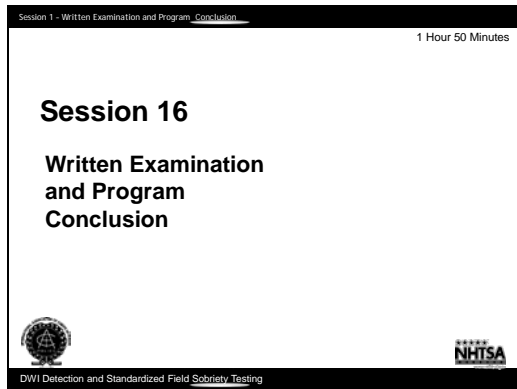 Session 1 - Written Examination and Program Conclusion
1 Hour 50 Minutes
Session 16
Written Examination
and Program
Conclusion
NHTSA
DWI Detection and Standardized Field Sobriety Testing